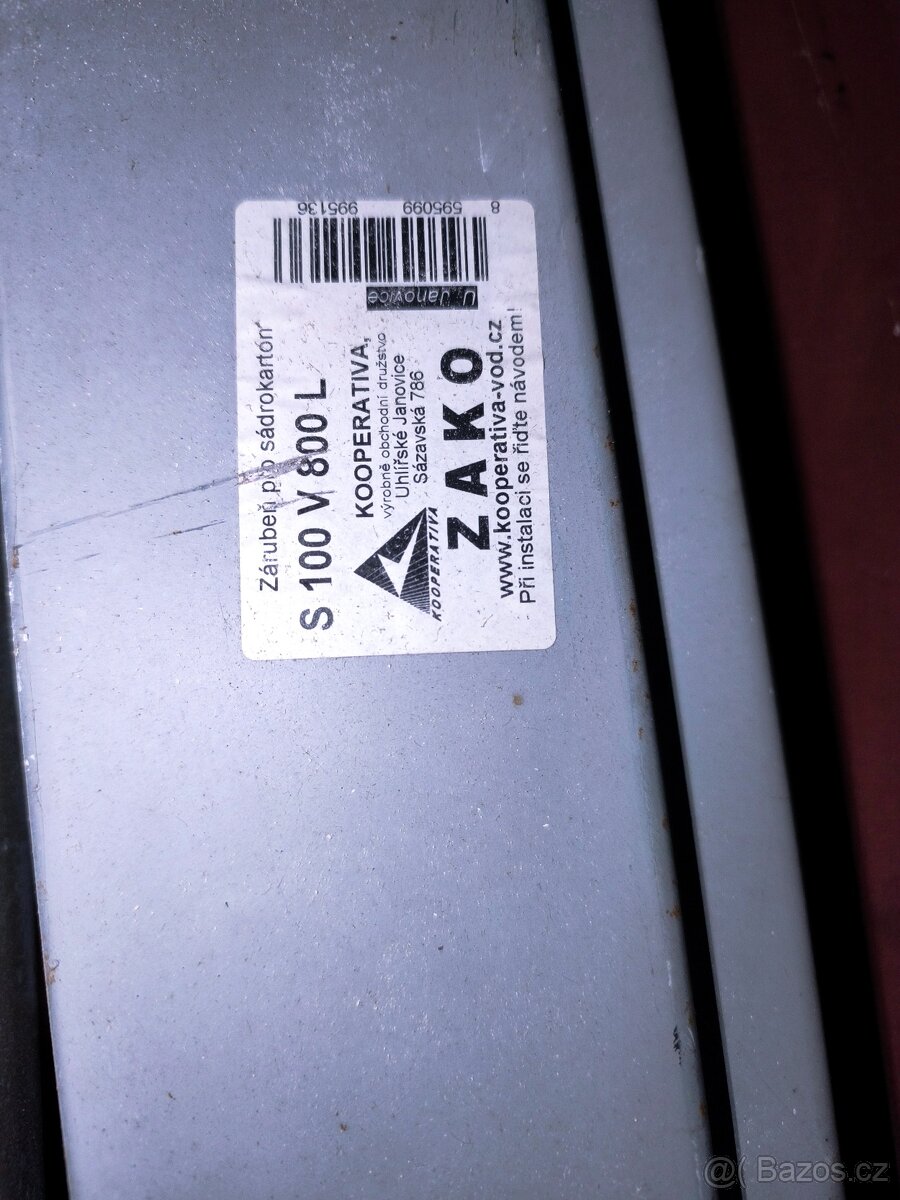 Zárubeň pro sádrokartón
S 100 V 800 L
KOOPERATIVA,
výrobně obchodní družstvo
Uhlířské Janovice
Sázavská 786
KOOPERATIVA
ZAKO
www.kooperativa-vod.cz
Při instalaci se řiďte návodem!
U. Janovice
8 595099 995136
@( Bazos.cz